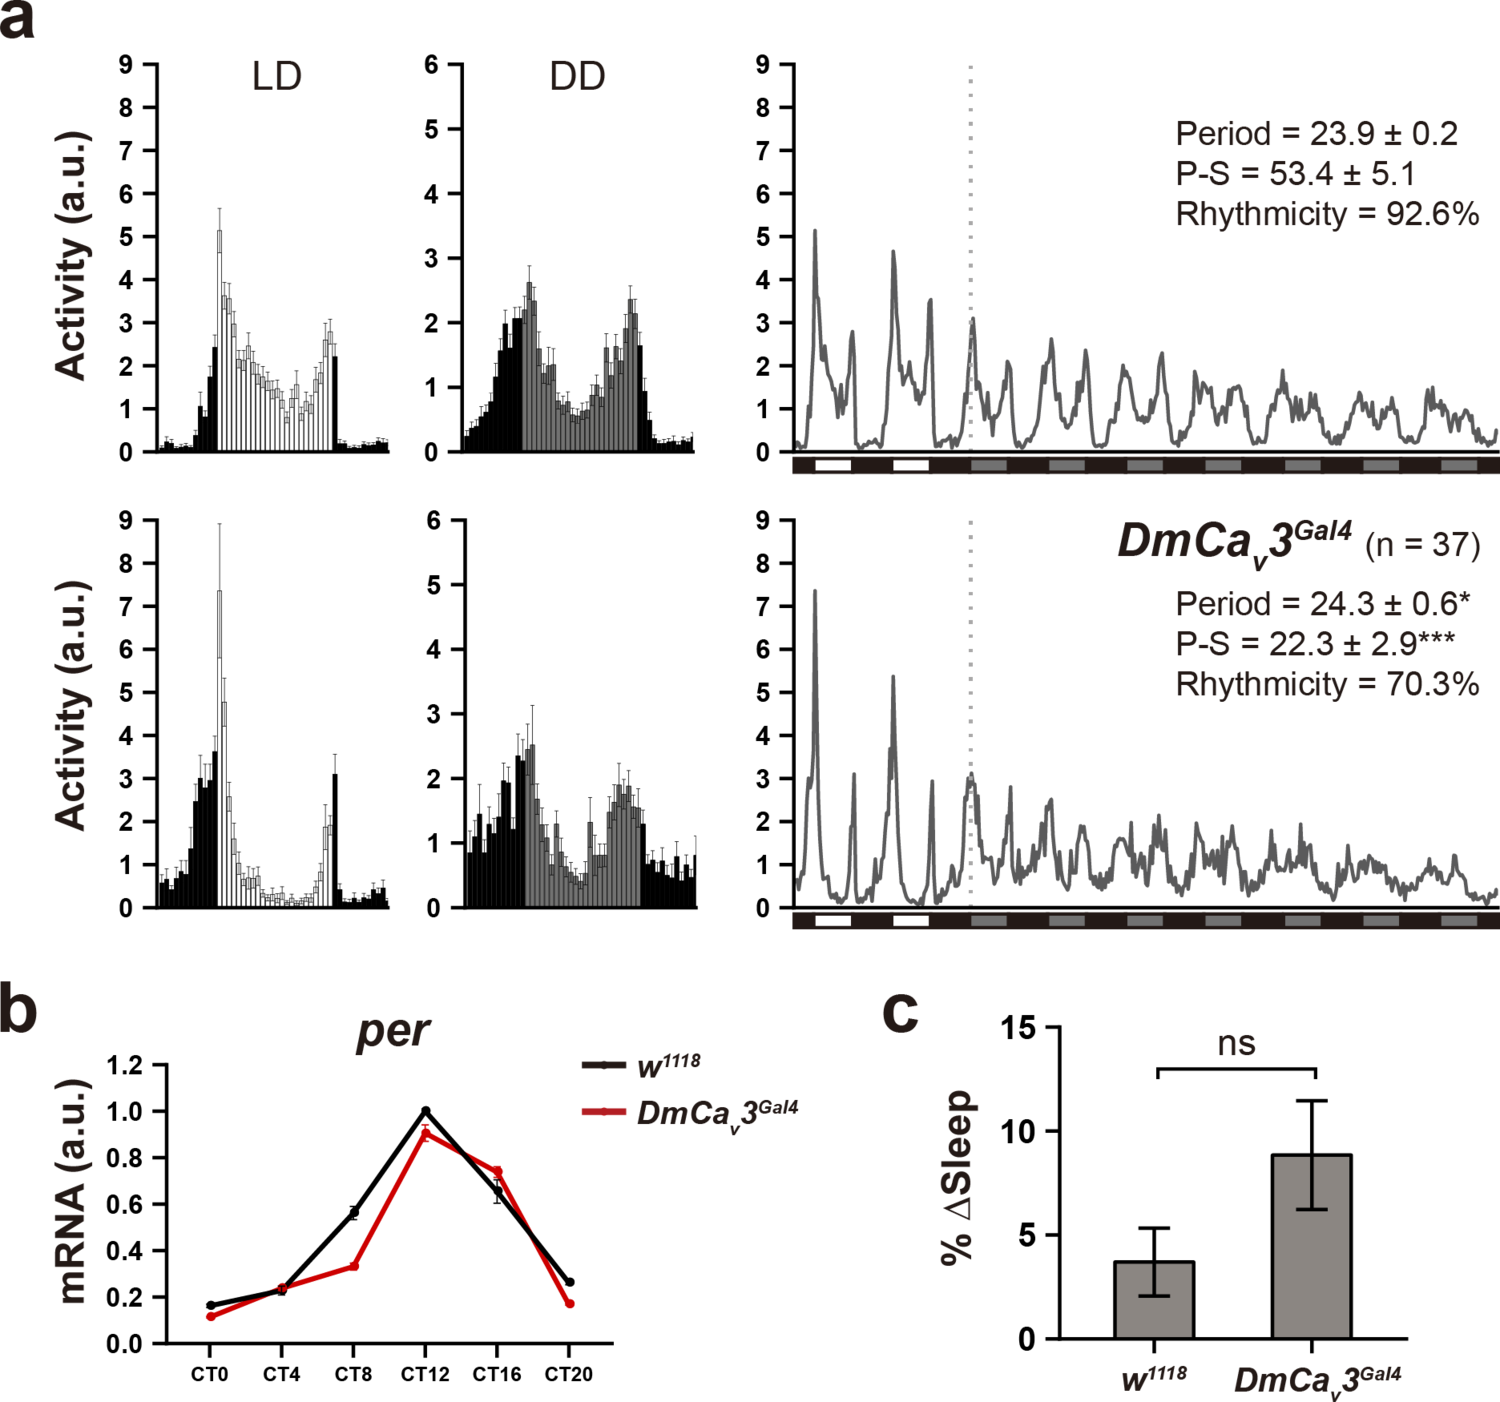 a
LD
DD
Activity (a.u.)
9
8
7
6
5
4
3
2
1
0
6
5
4
3
2
1
0
9
8
7
6
5
4
3
2
1
0
Period = 23.9 ± 0.2
P-S = 53.4 ± 5.1
Rhythmicity = 92.6%
Activity (a.u.)
9
8
7
6
5
4
3
2
1
0
6
5
4
3
2
1
0
9
8
7
6
5
4
3
2
1
0
DmCav3Gal4 (n = 37)
Period = 24.3 ± 0.6*
P-S = 22.3 ± 2.9***
Rhythmicity = 70.3%
b
per
w1118
DmCav3Gal4
mRNA (a.u.)
1.2
1.0
0.8
0.6
0.4
0.2
0.0
CT0 CT4 CT8 CT12 CT16 CT20
c
% ΔSleep
15
10
5
0
ns
w1118 DmCav3Gal4